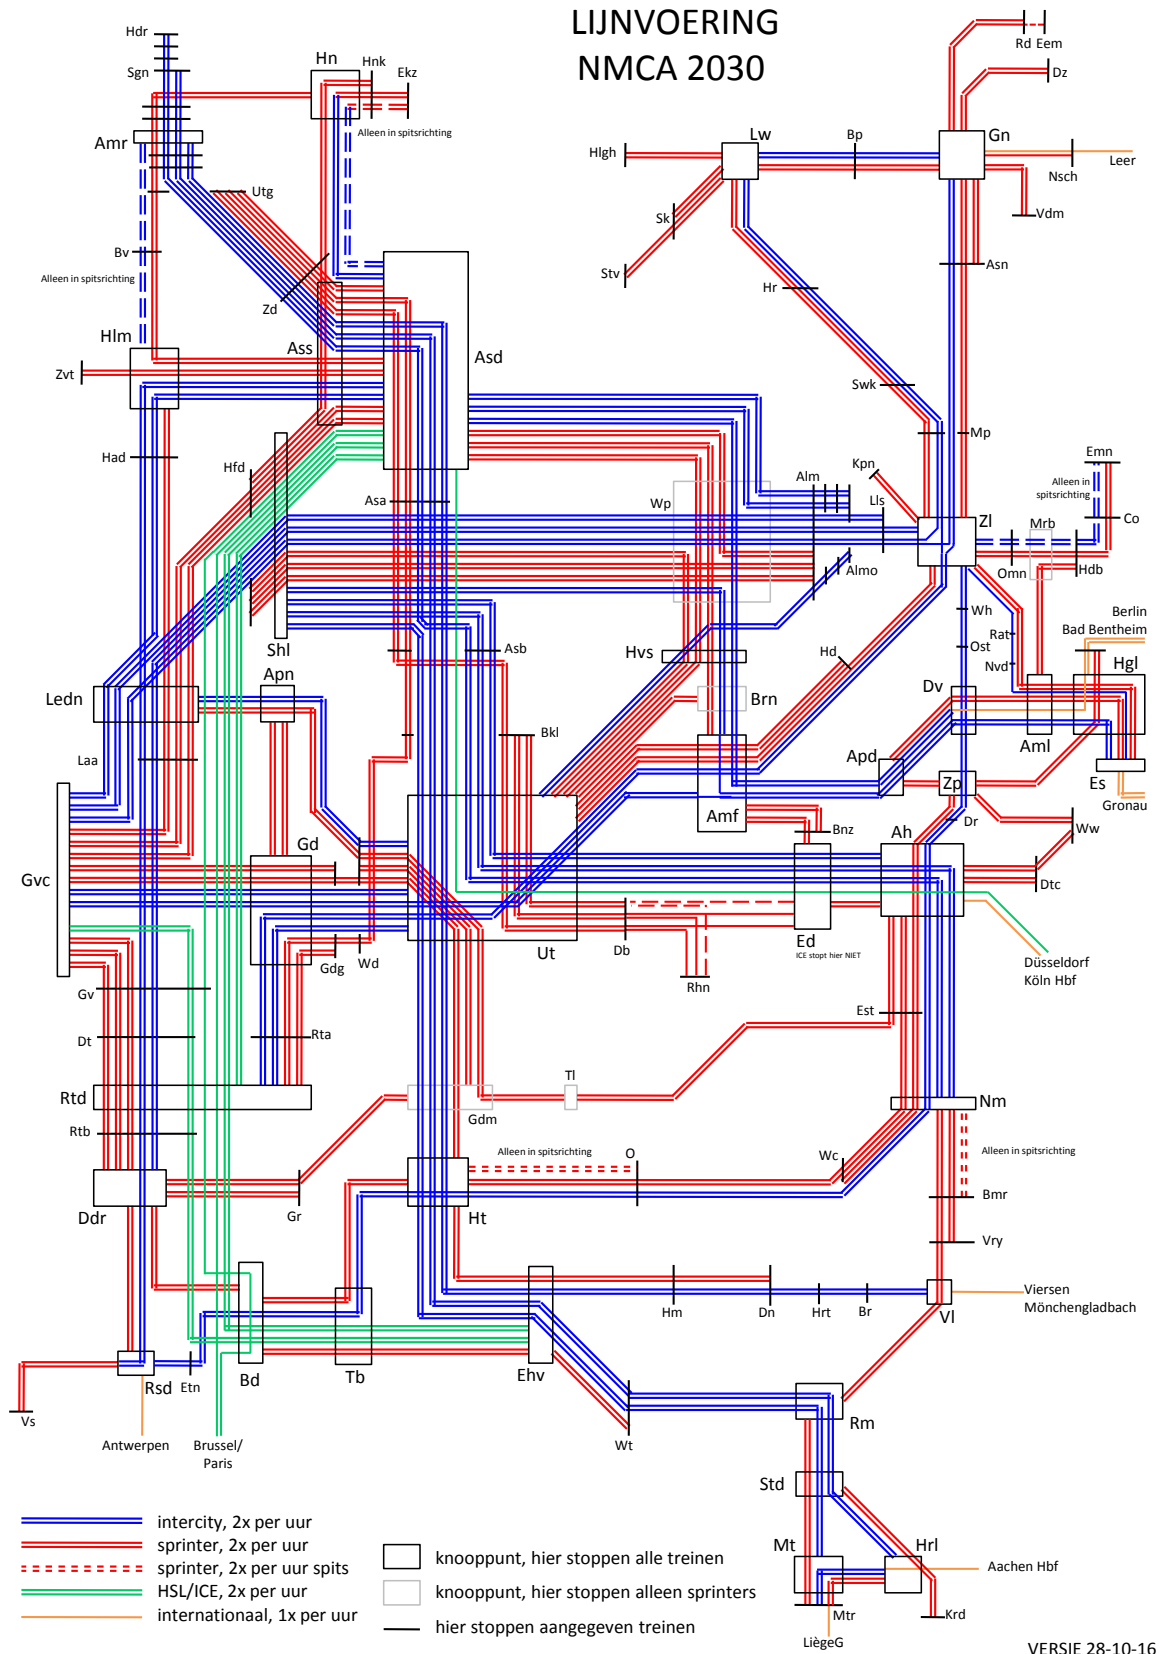 LIJNVOERING
NMCA 2030
Hdr
Sgn
Hn
Hnk
Ekz
Rd Eem
Dz
Amr
Alleen in spitsrichting
Utg
Lw
Bp
Gn
Hlgh
Leer
Nsch
Sk
Vdm
Bv
Alleen in spitsrichting
Stv
Asn
Zd
Hr
Hlm
Ass
Asd
Zvt
Swk
Had
Hfd
Mp
Emn
Kpn
Alleen in
spitsrichting
Asa
Wp
Alm
Lls
Zl
Mrb
Co
Almo
Omn
Hdb
Wh
Berlin
Bad Bentheim
Rat
Shl
Asb
Hvs
Hd
Ost
Nvd
Hgl
Apn
Ledn
Brn
Dv
Aml
Bkl
Laa
Apd
Zp
Es
Gronau
Amf
Dr
Ww
Bnz
Ah
Gd
Gvc
Dtc
Ut
Db
Ed
ICE stopt hier NIET
Gdg
Wd
Düsseldorf
Köln Hbf
Rhn
Gv
Est
Dt
Rta
Tl
Rtd
Gdm
Nm
Rtb
Alleen in spitsrichting
O
Wc
Alleen in spitsrichting
Bmr
Ddr
Gr
Ht
Vry
Hm
Dn
Hrt
Br
Vl
Viersen
Mönchengladbach
Rsd
Etn
Bd
Tb
Ehv
Vs
Rm
Antwerpen
Brussel/
Paris
Wt
Std
Mt
Hrl
Aachen Hbf
Mtr
Krd
LiègeG
intercity, 2x per uur
sprinter, 2x per uur
sprinter, 2x per uur spits
HSL/ICE, 2x per uur
internationaal, 1x per uur
knooppunt, hier stoppen alle treinen
knooppunt, hier stoppen alleen sprinters
hier stoppen aangegeven treinen
VERSIE 28-10-16